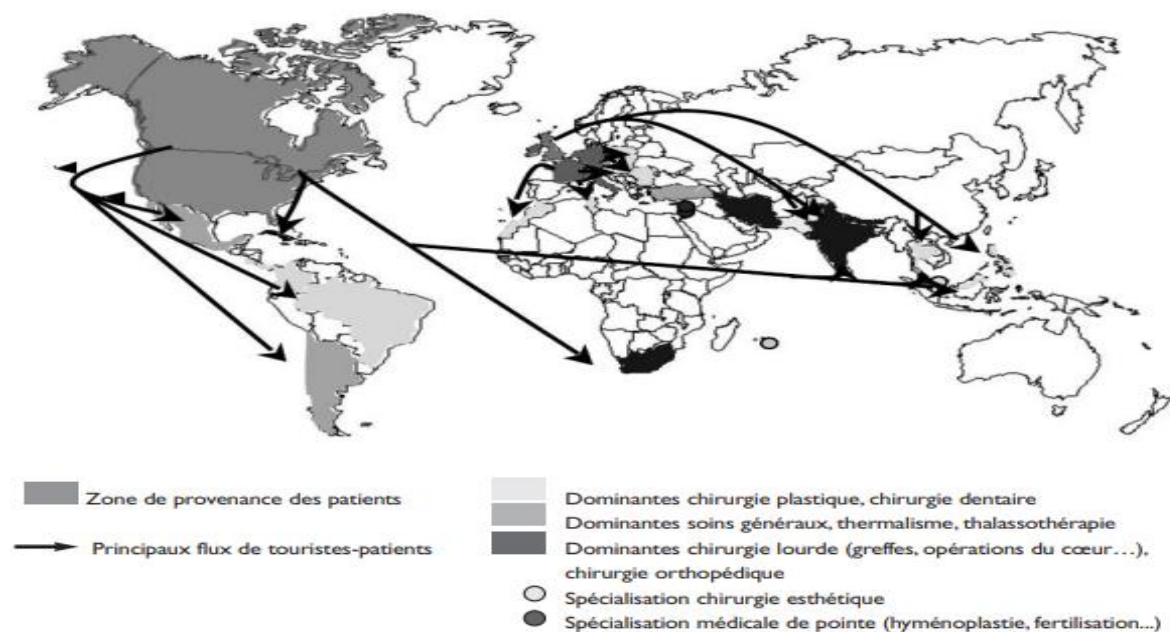 Zone de provenance des patients
Principaux flux de touristes-patients
Dominantes chirurgie plastique, chirurgie dentaire
Dominantes soins généraux, thermalisme, thalassothérapie
Dominantes chirurgie lourde (greffes, opérations du cœur…),
chirurgie orthopédique
Spécialisation chirurgie esthétique
Spécialisation médicale de pointe (hyménoplastie, fertilisation...)